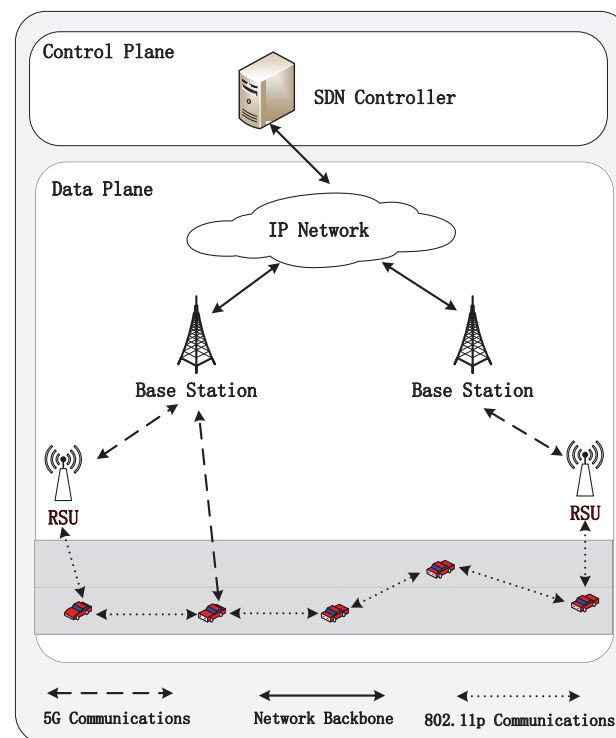 Control Plane
SDN Controller
Data Plane
IP Network
Base Station
Base Station
RSU
RSU
5G Communications
Network Backbone
802.11p Communications